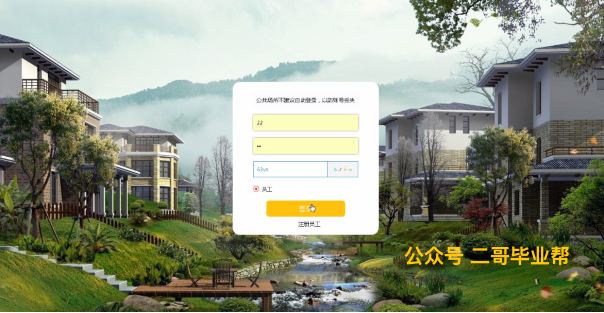 公共场所不建议自动登录，以防账号丢失
22
••
63vn
员工
登录
注册员工
公众号 二哥毕业帮